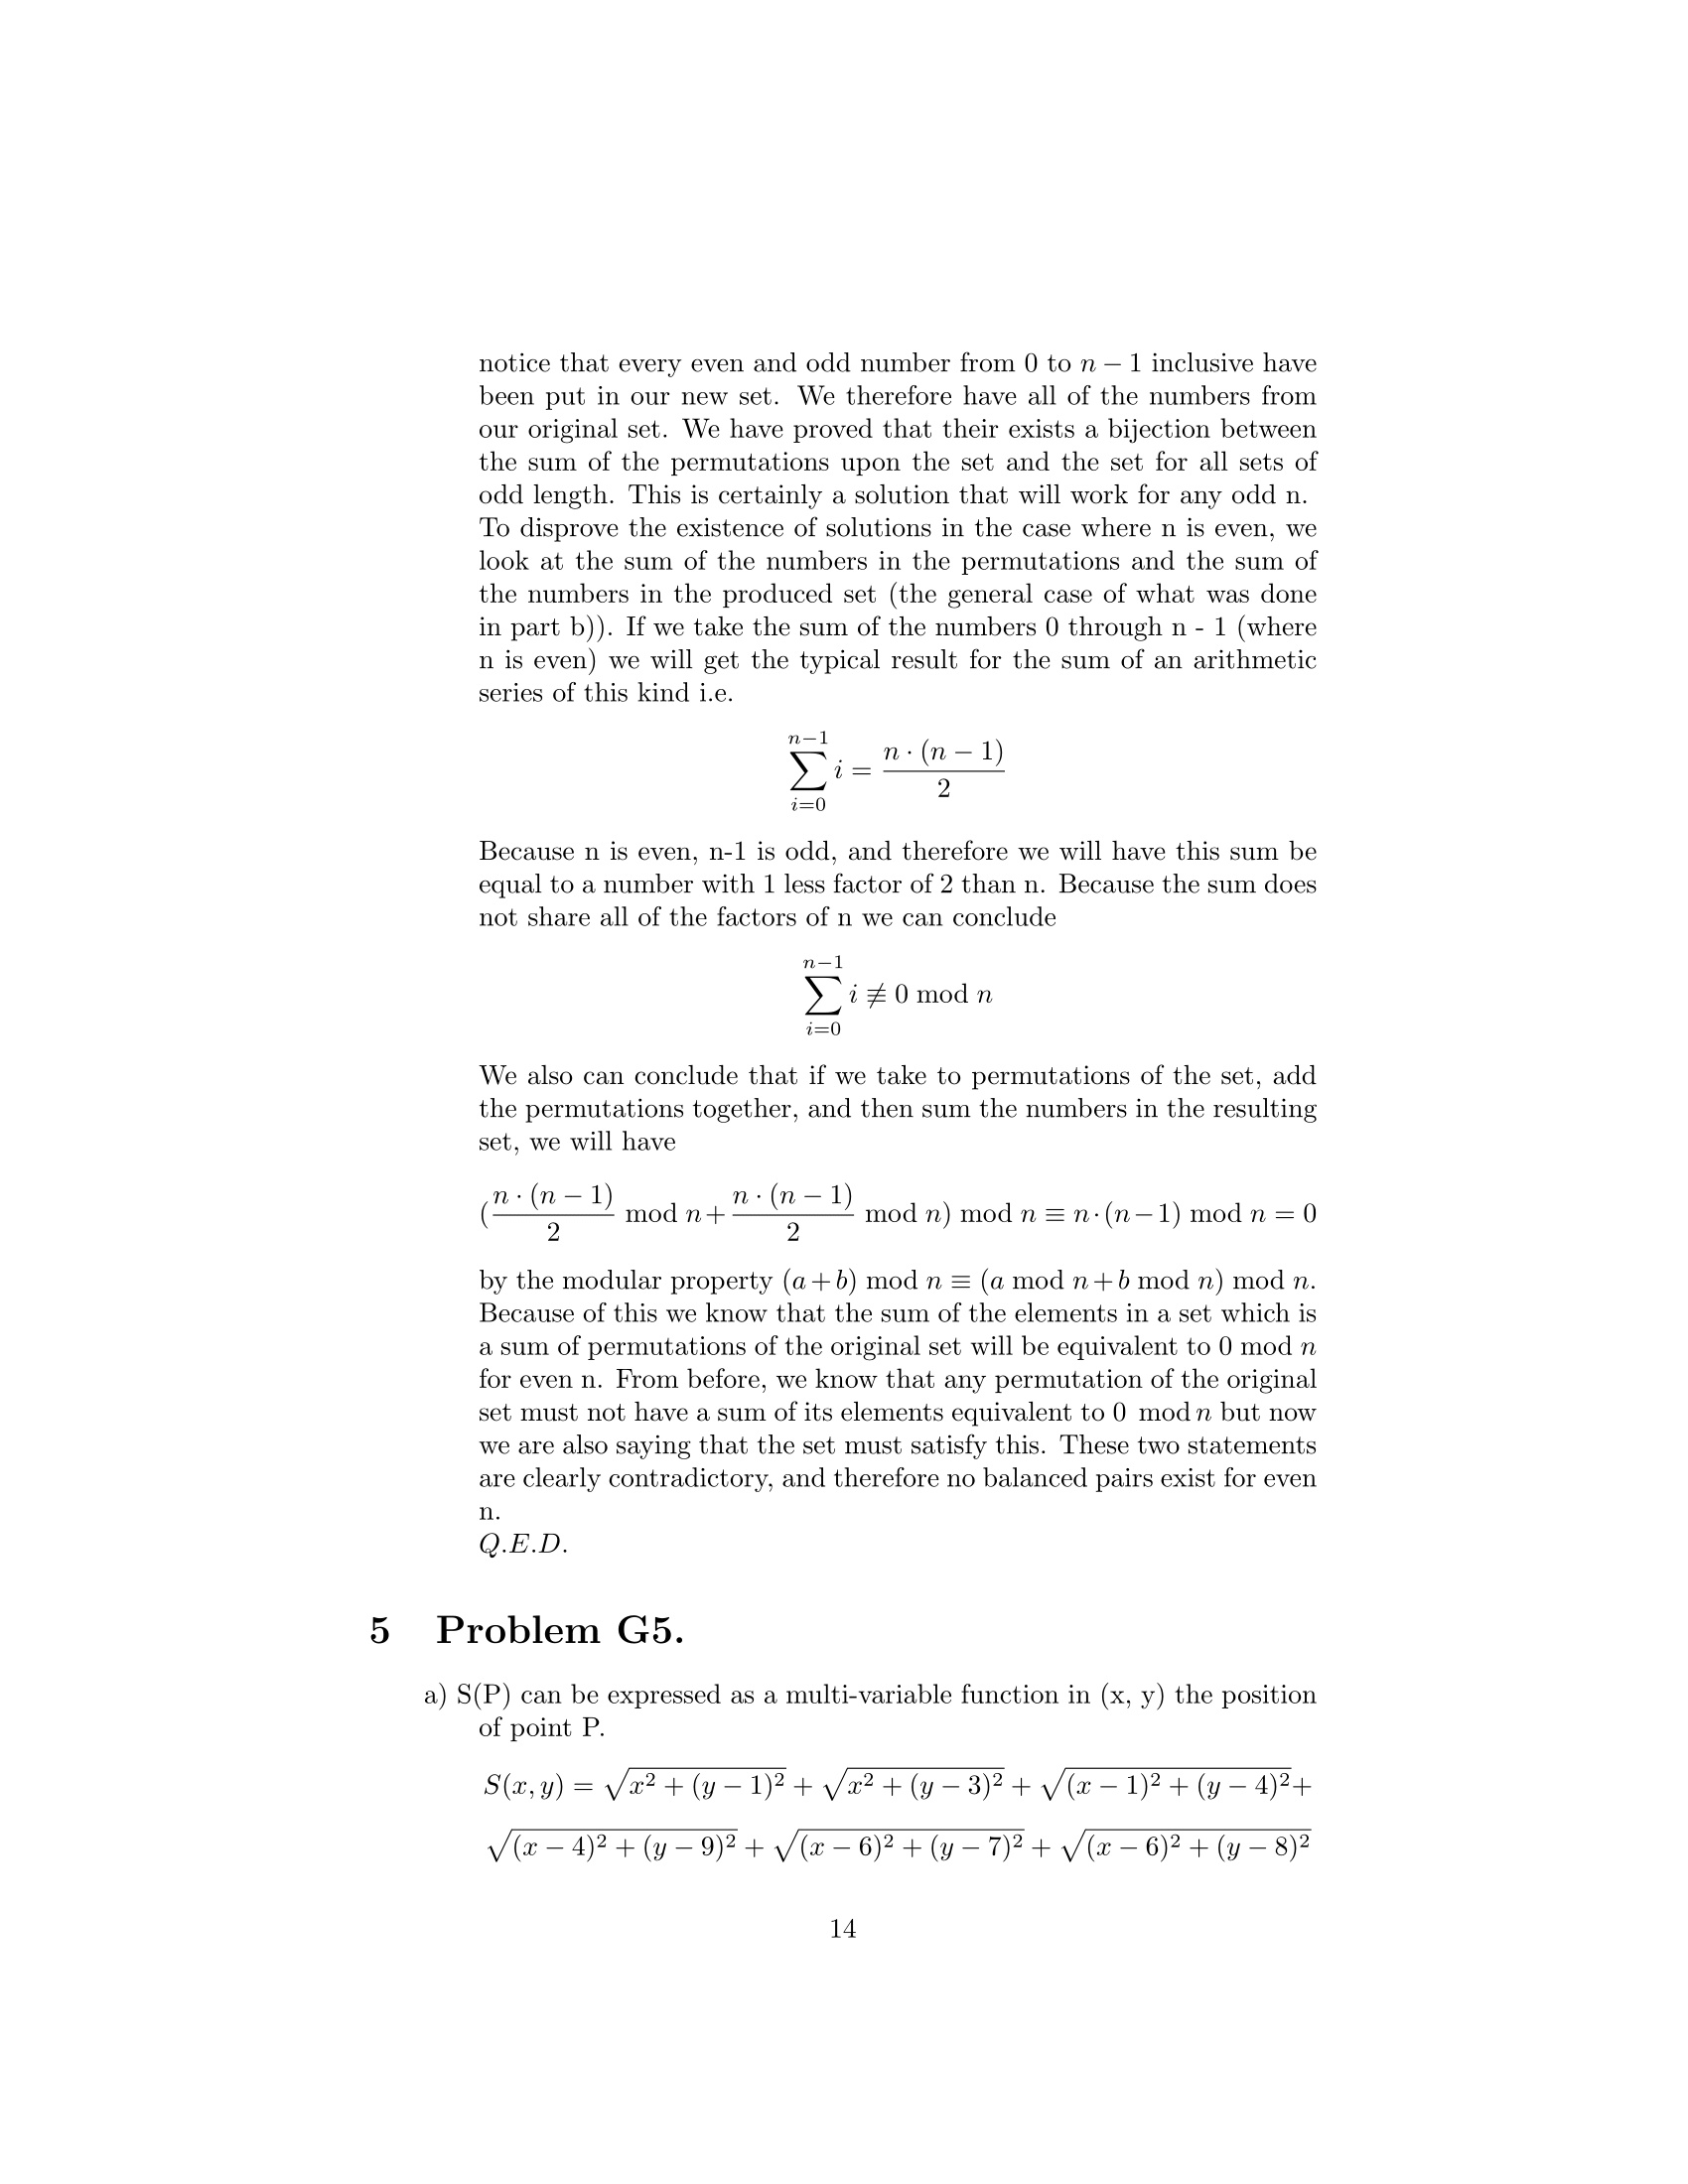 notice that every even and odd number from 0 to n − 1 inclusive have
been put in our new set. We therefore have all of the numbers from
our original set. We have proved that their exists a bijection between
the sum of the permutations upon the set and the set for all sets of
odd length. This is certainly a solution that will work for any odd n.
To disprove the existence of solutions in the case where n is even, we
look at the sum of the numbers in the permutations and the sum of
the numbers in the produced set (the general case of what was done
in part b)). If we take the sum of the numbers 0 through n - 1 (where
n is even) we will get the typical result for the sum of an arithmetic
series of this kind i.e.
\sum_{i=0}^{n-1} i = \frac{n \cdot (n-1)}{2}
Because n is even, n-1 is odd, and therefore we will have this sum be
equal to a number with 1 less factor of 2 than n. Because the sum does
not share all of the factors of n we can conclude
\sum_{i=0}^{n-1} i \not\equiv 0 \bmod n
We also can conclude that if we take to permutations of the set, add
the permutations together, and then sum the numbers in the resulting
set, we will have
(\frac{n \cdot (n-1)}{2} \bmod n + \frac{n \cdot (n-1)}{2} \bmod n) \bmod n \equiv n \cdot (n-1) \bmod n = 0
by the modular property (a + b) mod n ≡ (a mod n + b mod n) mod n.
Because of this we know that the sum of the elements in a set which is
a sum of permutations of the original set will be equivalent to 0 mod n
for even n. From before, we know that any permutation of the original
set must not have a sum of its elements equivalent to 0 mod n but now
we are also saying that the set must satisfy this. These two statements
are clearly contradictory, and therefore no balanced pairs exist for even
n.
Q.E.D.
5 Problem G5.
a) S(P) can be expressed as a multi-variable function in (x, y) the position
of point P.
S(x, y) = \sqrt{x^2 + (y-1)^2} + \sqrt{x^2 + (y-3)^2} + \sqrt{(x-1)^2 + (y-4)^2} +
\sqrt{(x-4)^2 + (y-9)^2} + \sqrt{(x-6)^2 + (y-7)^2} + \sqrt{(x-6)^2 + (y-8)^2}
14